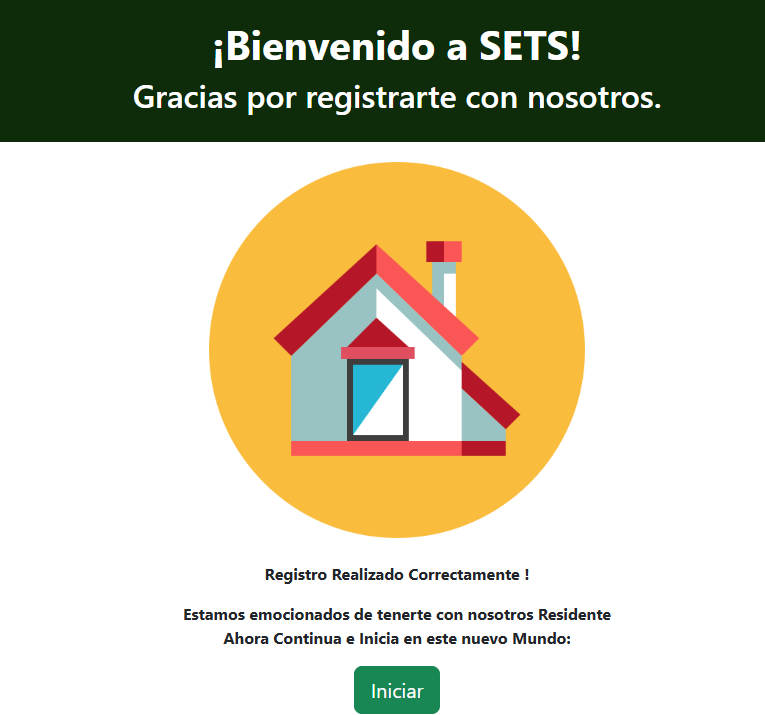 ¡Bienvenido a SETS!
Gracias por registrarte con nosotros.
Registro Realizado Correctamente !
Estamos emocionados de tenerte con nosotros Residente
Ahora Continua e Inicia en este nuevo Mundo:
Iniciar